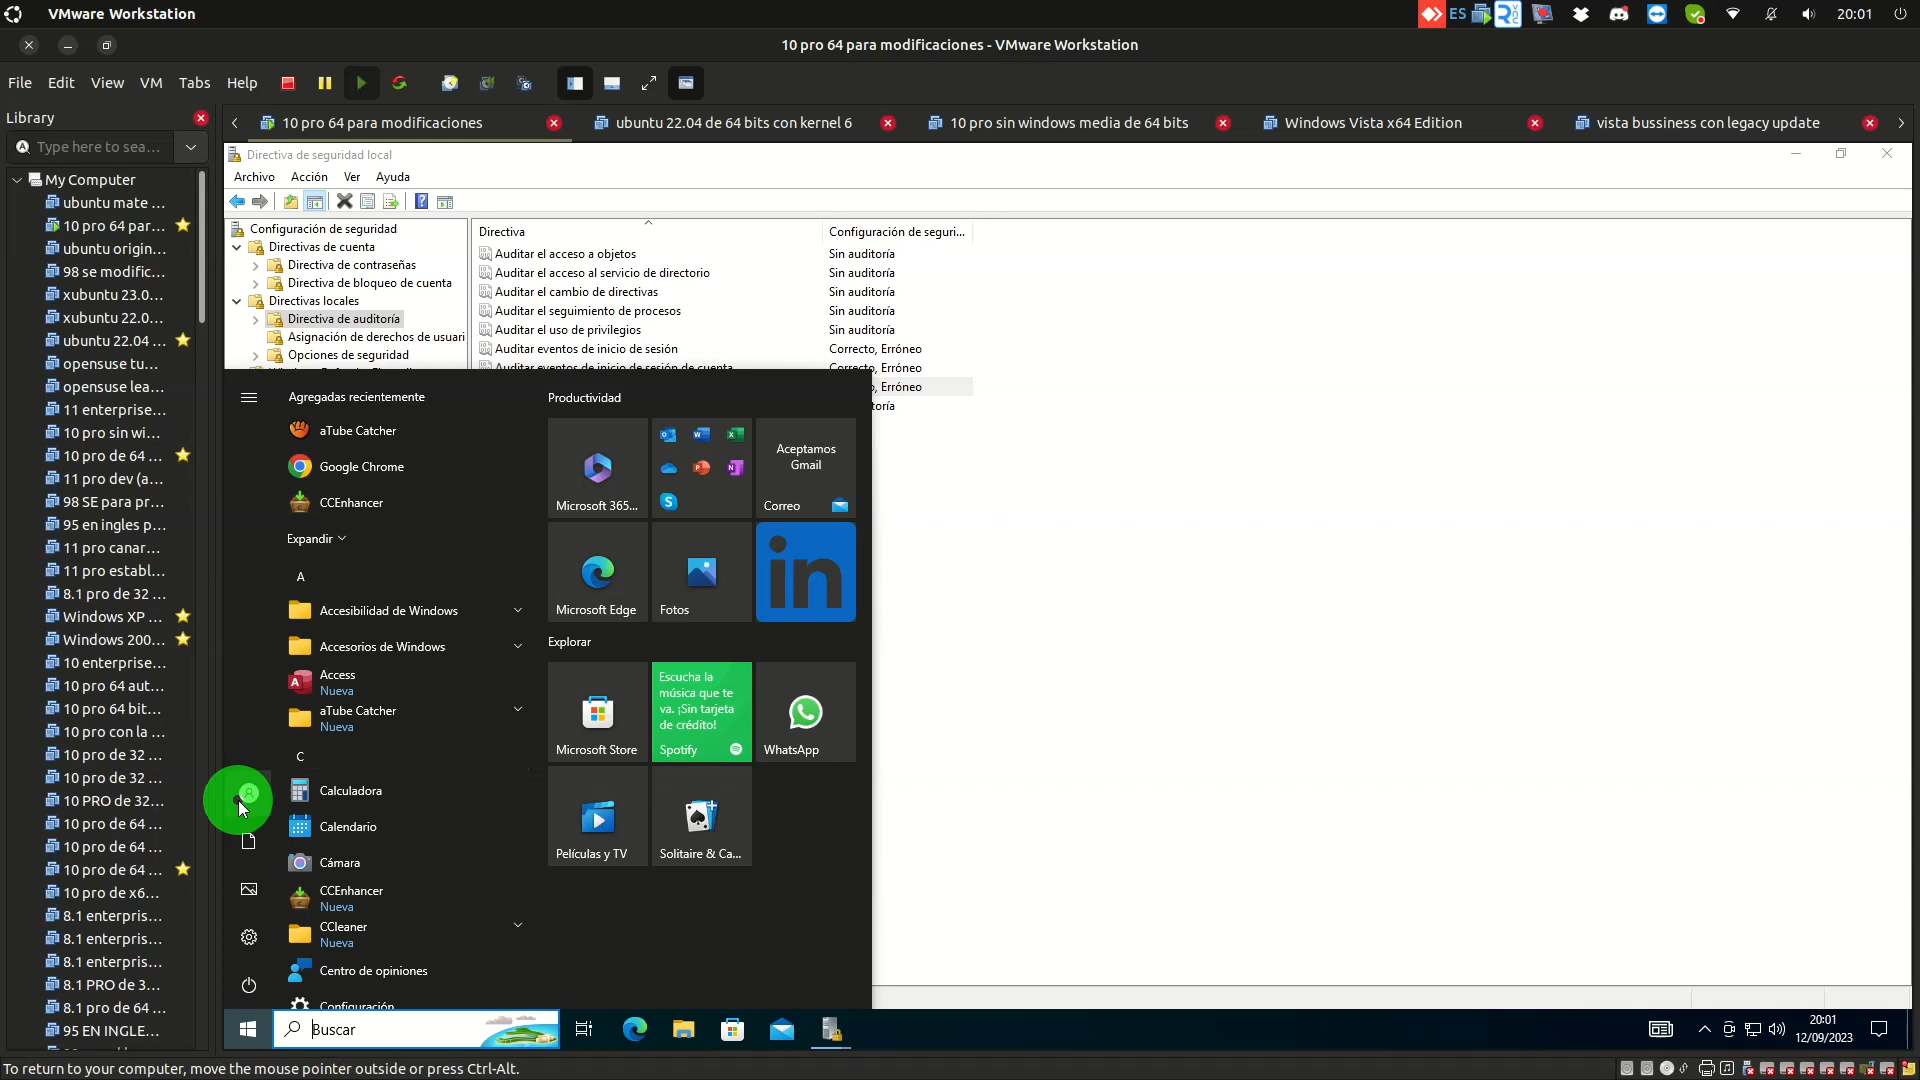 VMware Workstation
ES
20:01
10 pro 64 para modificaciones - VMware Workstation
File Edit View VM Tabs Help
Library
Type here to sea...
My Computer
ubuntu mate ...
10 pro 64 par...
ubuntu origin...
98 se modific...
xubuntu 23.0...
xubuntu 22.0...
ubuntu 22.04 ...
opensuse tu...
opensuse lea...
11 enterprise...
10 pro sin wi...
10 pro de 64 ...
11 pro dev (a...
98 SE para pr...
95 en ingles p...
11 pro canar...
11 pro establ...
8.1 pro de 32 ...
Windows XP ...
Windows 200...
10 enterprise...
10 pro 64 aut...
10 pro 64 bit...
10 pro con la ...
10 pro de 32 ...
10 pro de 32 ...
10 PRO de 32...
10 pro de 64 ...
10 pro de 64 ...
10 pro de 64 ...
10 pro de x6...
8.1 enterpris...
8.1 enterpris...
8.1 enterpris...
8.1 PRO de 3...
8.1 pro de 64 ...
95 EN INGLE...
10 pro 64 para modificaciones
ubuntu 22.04 de 64 bits con kernel 6
10 pro sin windows media de 64 bits
Windows Vista x64 Edition
vista bussiness con legacy update
Directiva de seguridad local
Archivo Acción Ver Ayuda
Configuración de seguridad
Directivas de cuenta
Directiva de contraseñas
Directiva de bloqueo de cuenta
Directivas locales
Directiva de auditoría
Asignación de derechos de usuari
Opciones de seguridad
Directiva Configuración de seguri...
Auditar el acceso a objetos Sin auditoría
Auditar el acceso al servicio de directorio Sin auditoría
Auditar el cambio de directivas Sin auditoría
Auditar el seguimiento de procesos Sin auditoría
Auditar el uso de privilegios Sin auditoría
Auditar eventos de inicio de sesión Correcto, Erróneo
Auditar eventos de inicio de sesión de cuenta Correcto, Erróneo
o, Erróneo
toría
Agregadas recientemente
aTube Catcher
Google Chrome
CCEnhancer
Expandir
A
Accesibilidad de Windows
Accesorios de Windows
Access
Nueva
aTube Catcher
Nueva
C
Calculadora
Calendario
Cámara
CCEnhancer
Nueva
CCleaner
Nueva
Centro de opiniones
Configuración
Productividad
Microsoft 365...
Aceptamos
Gmail
Correo
Microsoft Edge
Fotos
in
Explorar
Microsoft Store
Escucha la
música que te
va. ¡Sin tarjeta
de crédito!
Spotify
WhatsApp
Películas y TV
Solitaire & Ca...
Buscar
20:01
12/09/2023
To return to your computer, move the mouse pointer outside or press Ctrl-Alt.